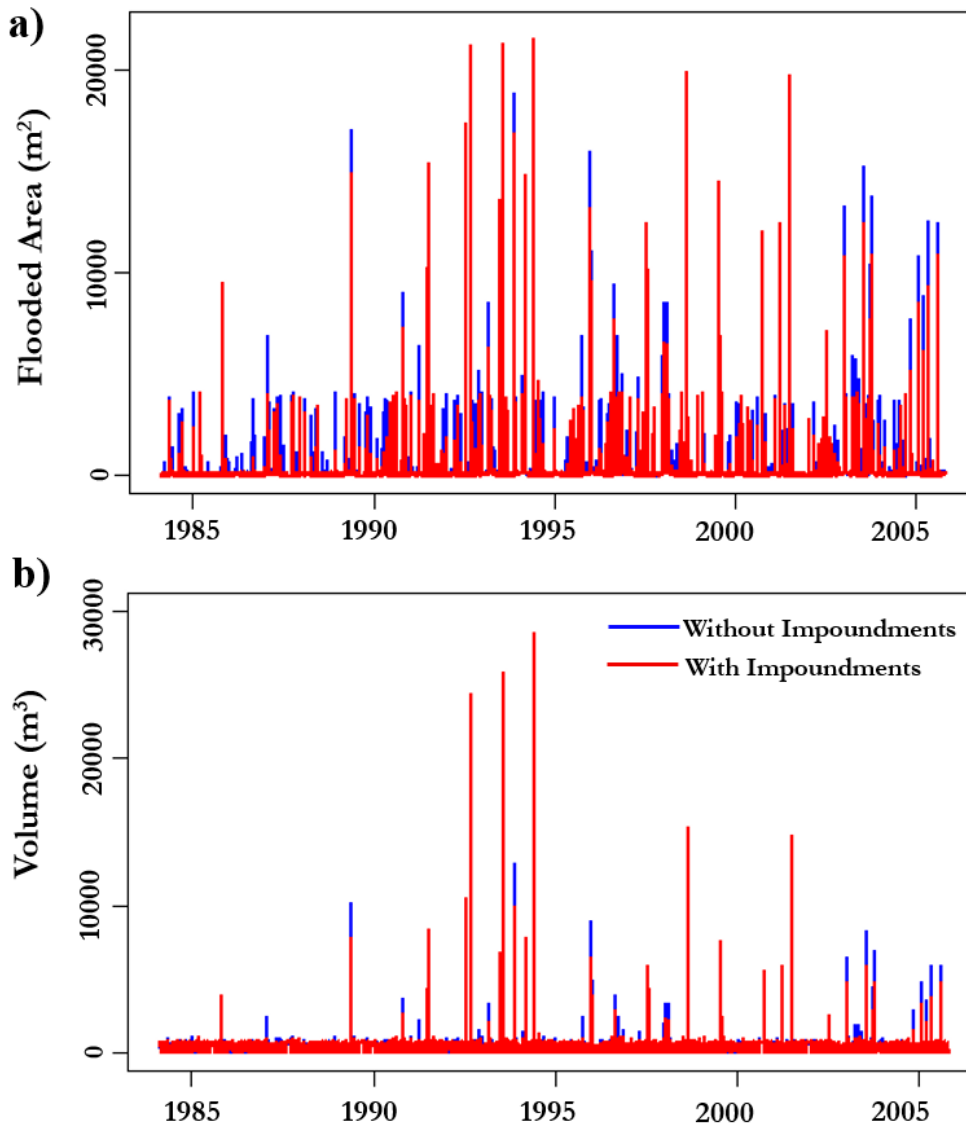 a)
Flooded Area (m²)
20000
10000
0
1985 1990 1995 2000 2005
b)
Volume (m³)
30000
20000
10000
0
Without Impoundments
With Impoundments
1985 1990 1995 2000 2005